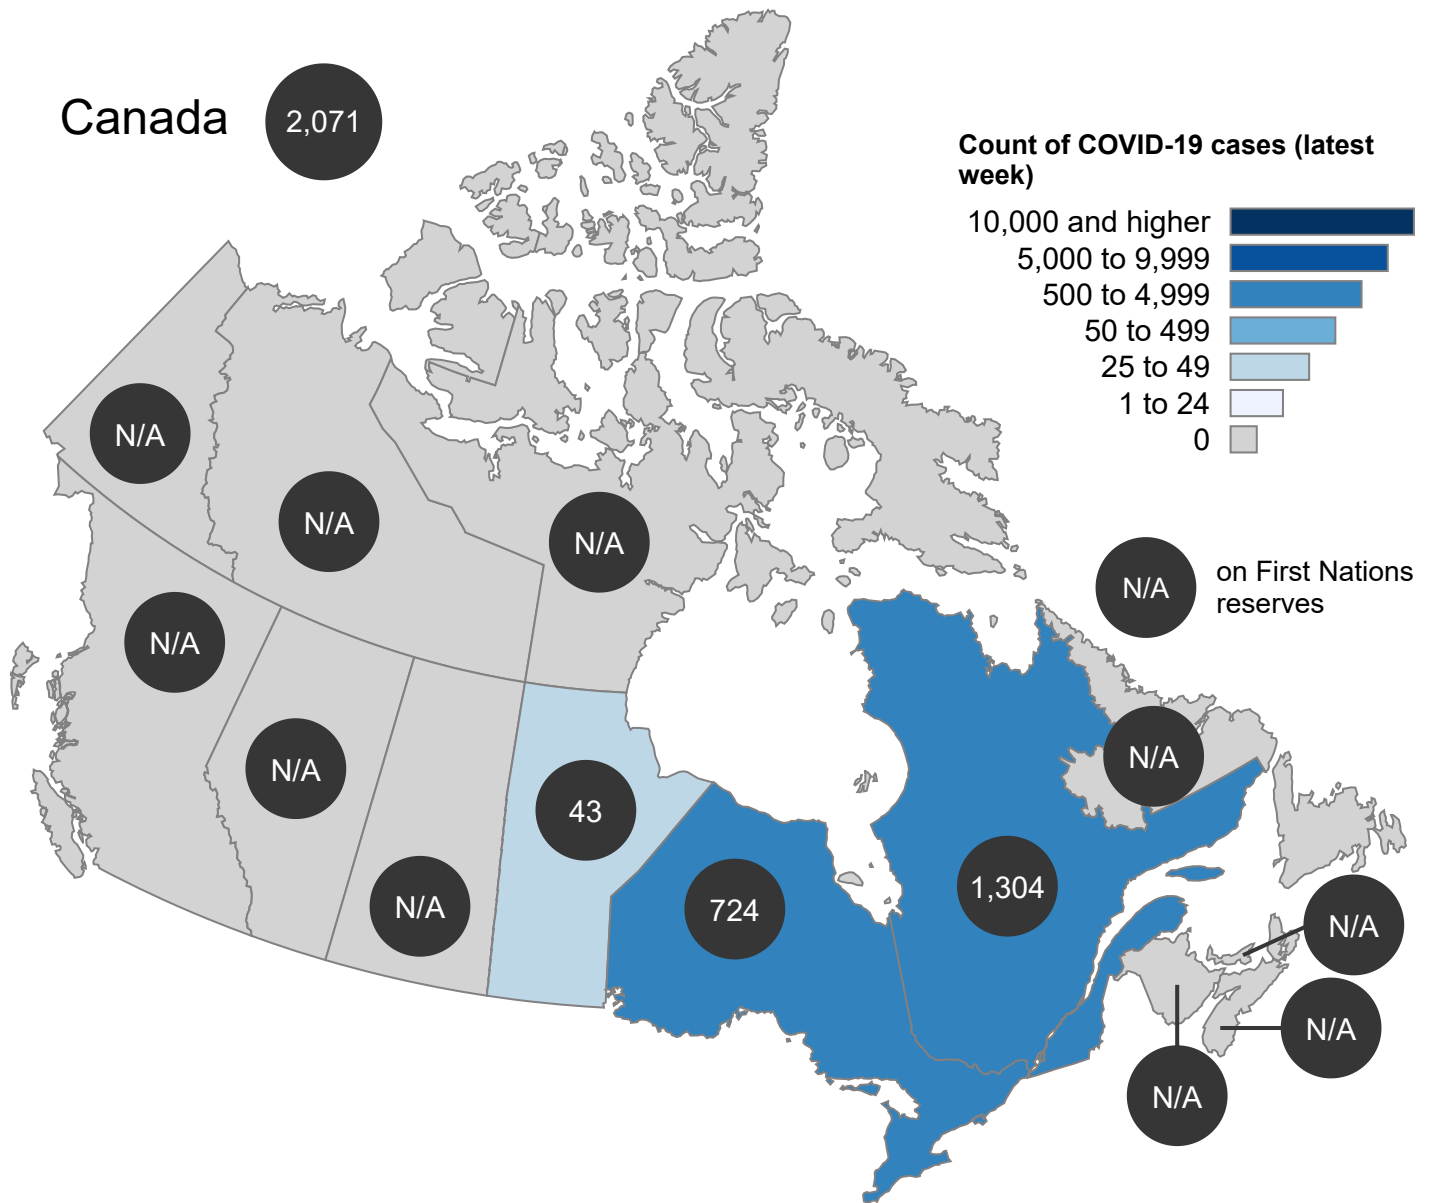 Canada
2,071
Count of COVID-19 cases (latest
week)
10,000 and higher
5,000 to 9,999
500 to 4,999
50 to 499
25 to 49
1 to 24
0
N/A
N/A
N/A
N/A
on First Nations
reserves
N/A
N/A
N/A
43
724
1,304
N/A
N/A
N/A
N/A